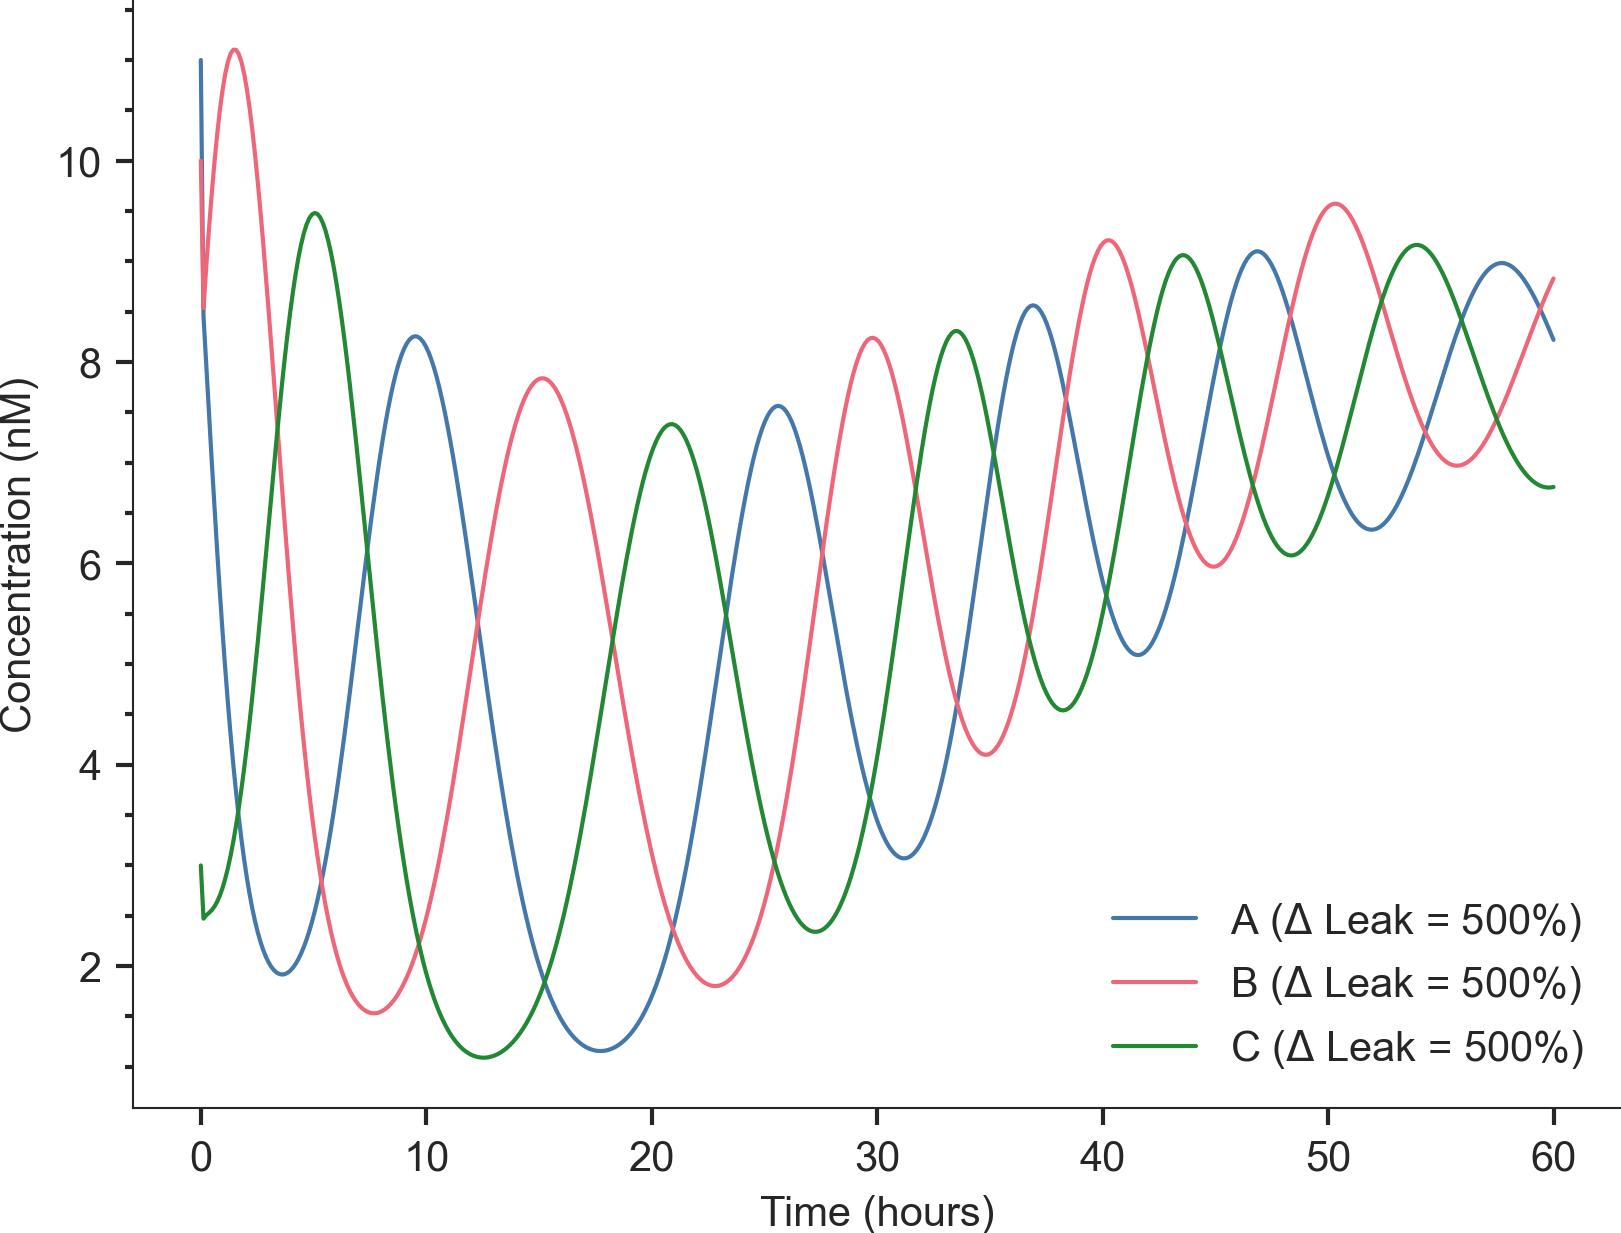 Concentration (nM)
10
8
6
4
2
A (Δ Leak = 500%)
B (Δ Leak = 500%)
C (Δ Leak = 500%)
0 10 20 30 40 50 60
Time (hours)